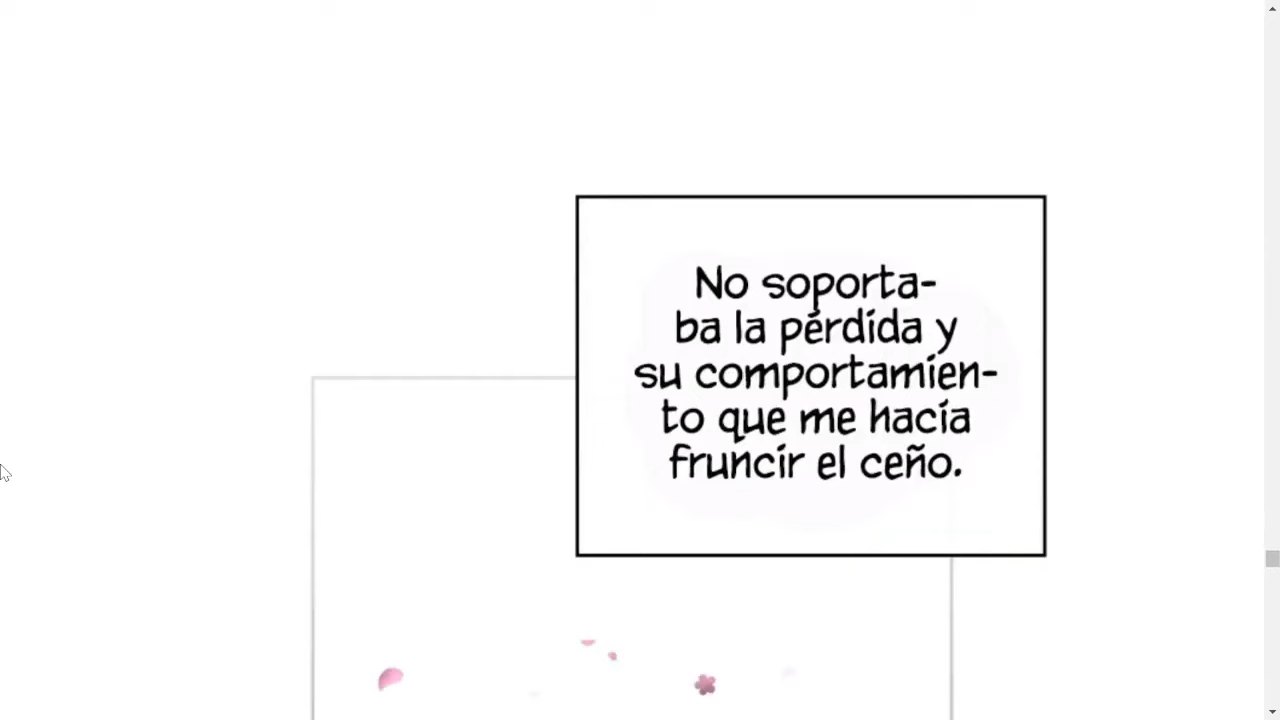 No soporta-
ba la pérdida y
su comportamien-
to que me hacía
fruncir el ceño.